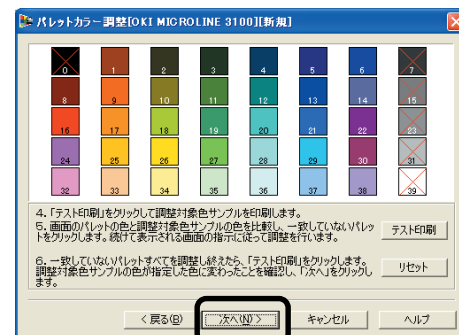 パレットカラー調整[OKI MICROLINE 3100][新規]
0 1 2 3 4 5 6 7
8 9 10 11 12 13 14 15
16 17 18 19 20 21 22 23
24 25 26 27 28 29 30 31
32 33 34 35 36 37 38 39
4. 「テスト印刷」をクリックして調整対象色サンプルを印刷します。
5. 画面のパレットの色と調整対象色サンプルの色を比較し、一致していないパレッ
トをクリックします。続けて表示される画面の指示に従って調整を行います。
テスト印刷
6. 一致していないパレットすべてを調整し終えたら、「テスト印刷」をクリックします。
調整対象色サンプルの色が指定した色に変わったことを確認し、「次へ」をクリックし
ます。
リセット
< 戻る(B) 次へ(N) > キャンセル ヘルプ